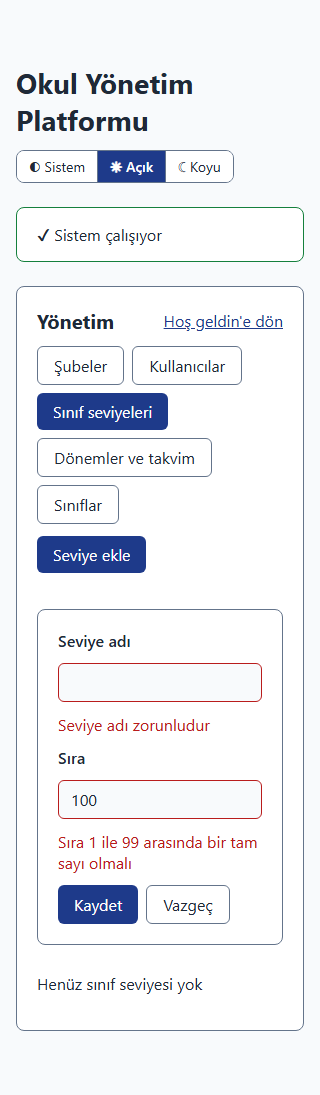 Okul Yönetim
Platformu
◐ Sistem
☀ Açık
☾ Koyu
✓ Sistem çalışıyor
Yönetim
Hoş geldin'e dön
Şubeler
Kullanıcılar
Sınıf seviyeleri
Dönemler ve takvim
Sınıflar
Seviye ekle
Seviye adı
Seviye adı zorunludur
Sıra
100
Sıra 1 ile 99 arasında bir tam
sayı olmalı
Kaydet
Vazgeç
Henüz sınıf seviyesi yok